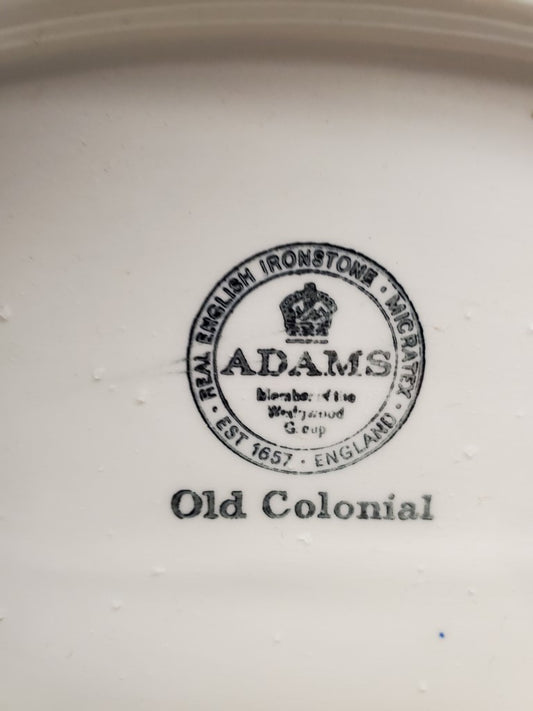 REAL ENGLISH IRONSTONE · MICRATEX ·
ADAMS
Member of the
Wedgwood
Group
· EST 1657 · ENGLAND ·
Old Colonial